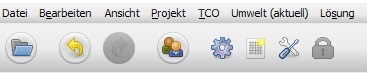 Datei Bearbeiten Ansicht Projekt TCO Umwelt (aktuell) Lösung